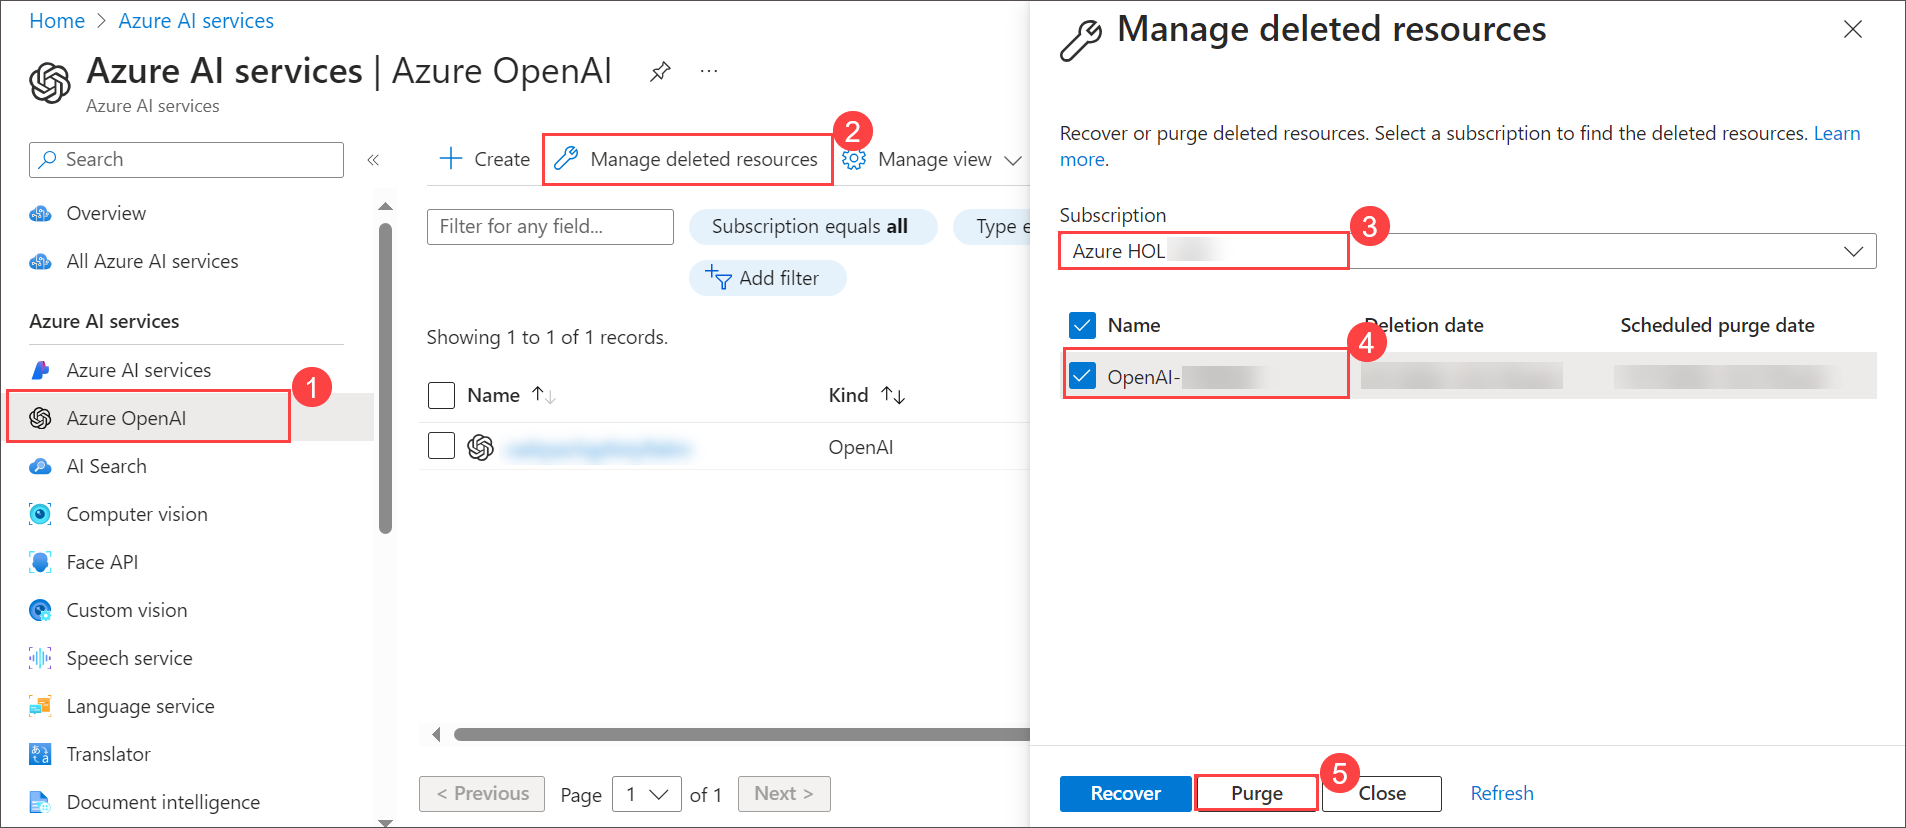 Home > Azure AI services
Azure AI services | Azure OpenAI
...
Azure AI services
Search
«
Overview
All Azure AI services
Azure AI services
Azure AI services
1
Azure OpenAI
AI Search
Computer vision
Face API
Custom vision
Speech service
Language service
Translator
Document intelligence
2
Create
Manage deleted resources
Manage view
Filter for any field...
Subscription equals all
Type e
Add filter
Showing 1 to 1 of 1 records.
Name ↑↓
Kind ↑↓
OpenAI
< Previous
Page
1
of 1
Next >
Manage deleted resources
Recover or purge deleted resources. Select a subscription to find the deleted resources. Learn
more.
Subscription
3
Azure HOL
Name
Deletion date
Scheduled purge date
4
OpenAI-
5
Recover
Purge
Close
Refresh